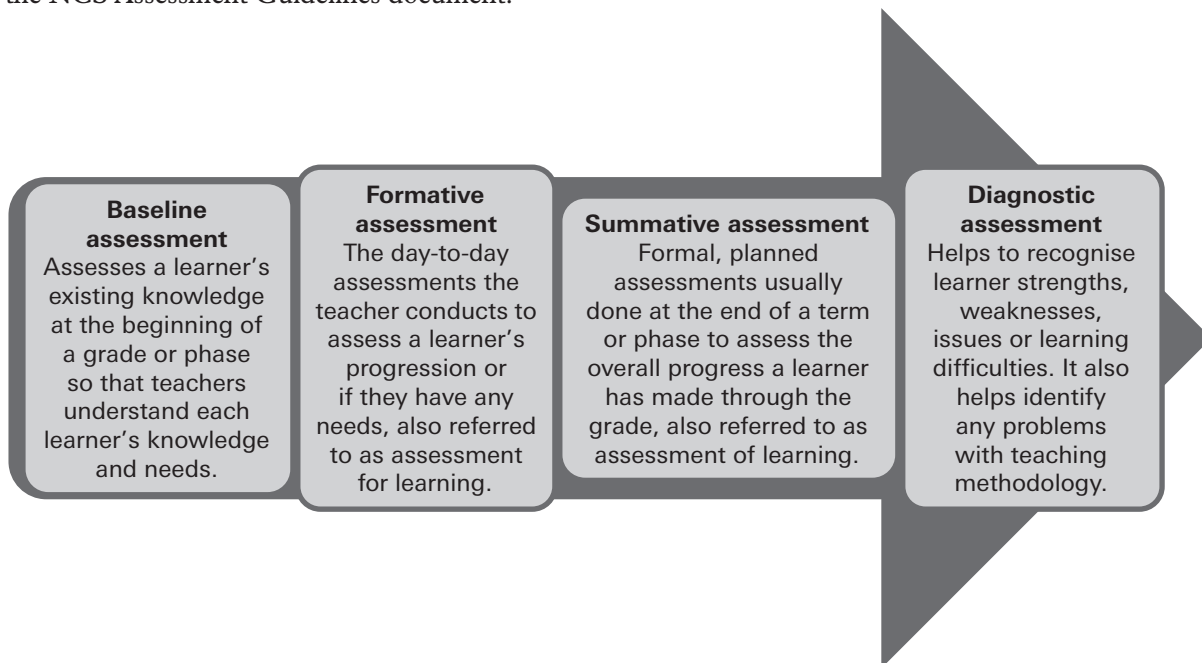 the NCS Assessment Guidelines document.
Baseline
assessment
Assesses a learner's
existing knowledge
at the beginning of
a grade or phase
so that teachers
understand each
learner's knowledge
and needs.
Formative
assessment
The day-to-day
assessments the
teacher conducts to
assess a learner's
progression or
if they have any
needs, also referred
to as assessment
for learning.
Summative assessment
Formal, planned
assessments usually
done at the end of a term
or phase to assess the
overall progress a learner
has made through the
grade, also referred to as
assessment of learning.
Diagnostic
assessment
Helps to recognise
learner strengths,
weaknesses,
issues or learning
difficulties. It also
helps identify
any problems
with teaching
methodology.